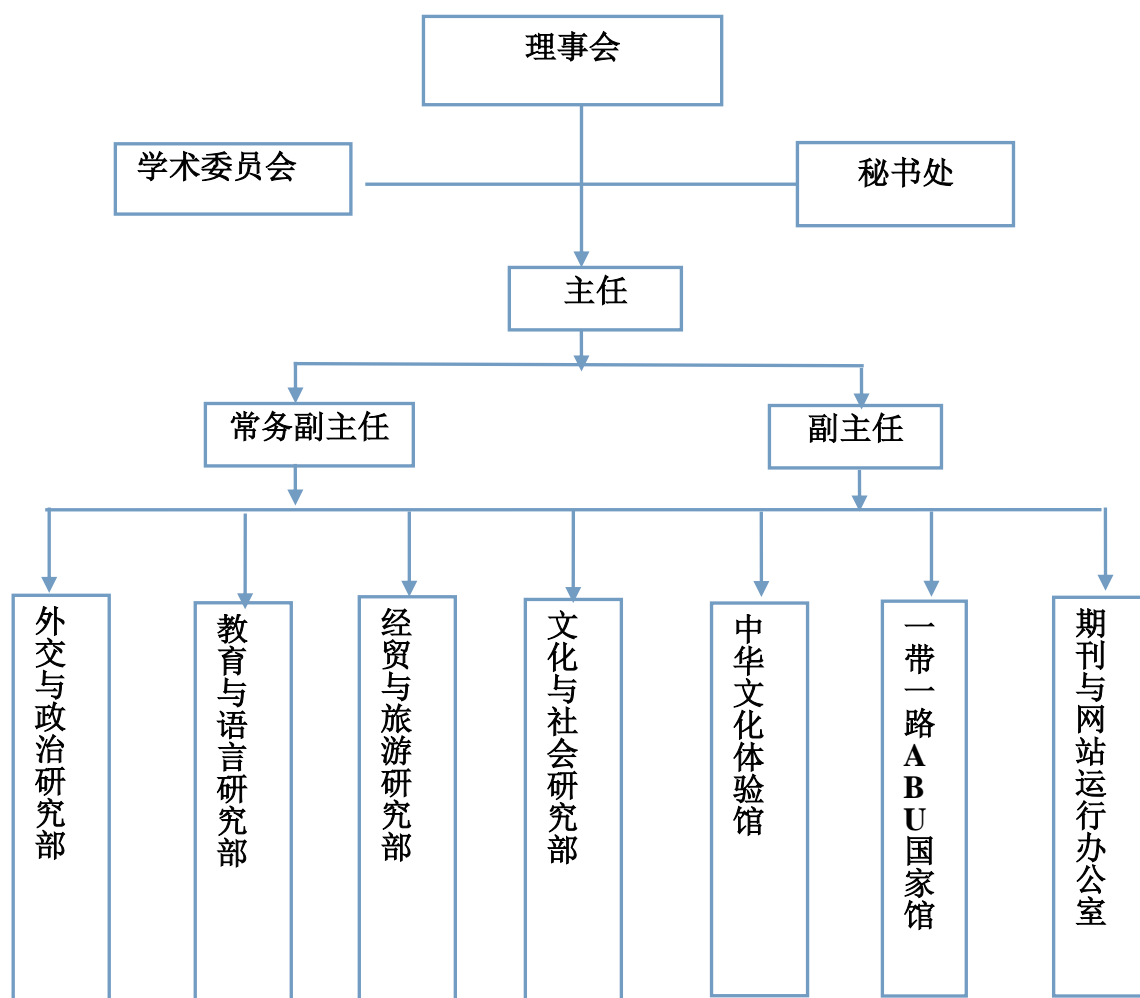 理事会
学术委员会
秘书处
主任
常务副主任
副主任
外交与政治研究部
教育与语言研究部
经贸与旅游研究部
文化与社会研究部
中华文化体验馆
一带一路ABU国家馆
期刊与网站运行办公室